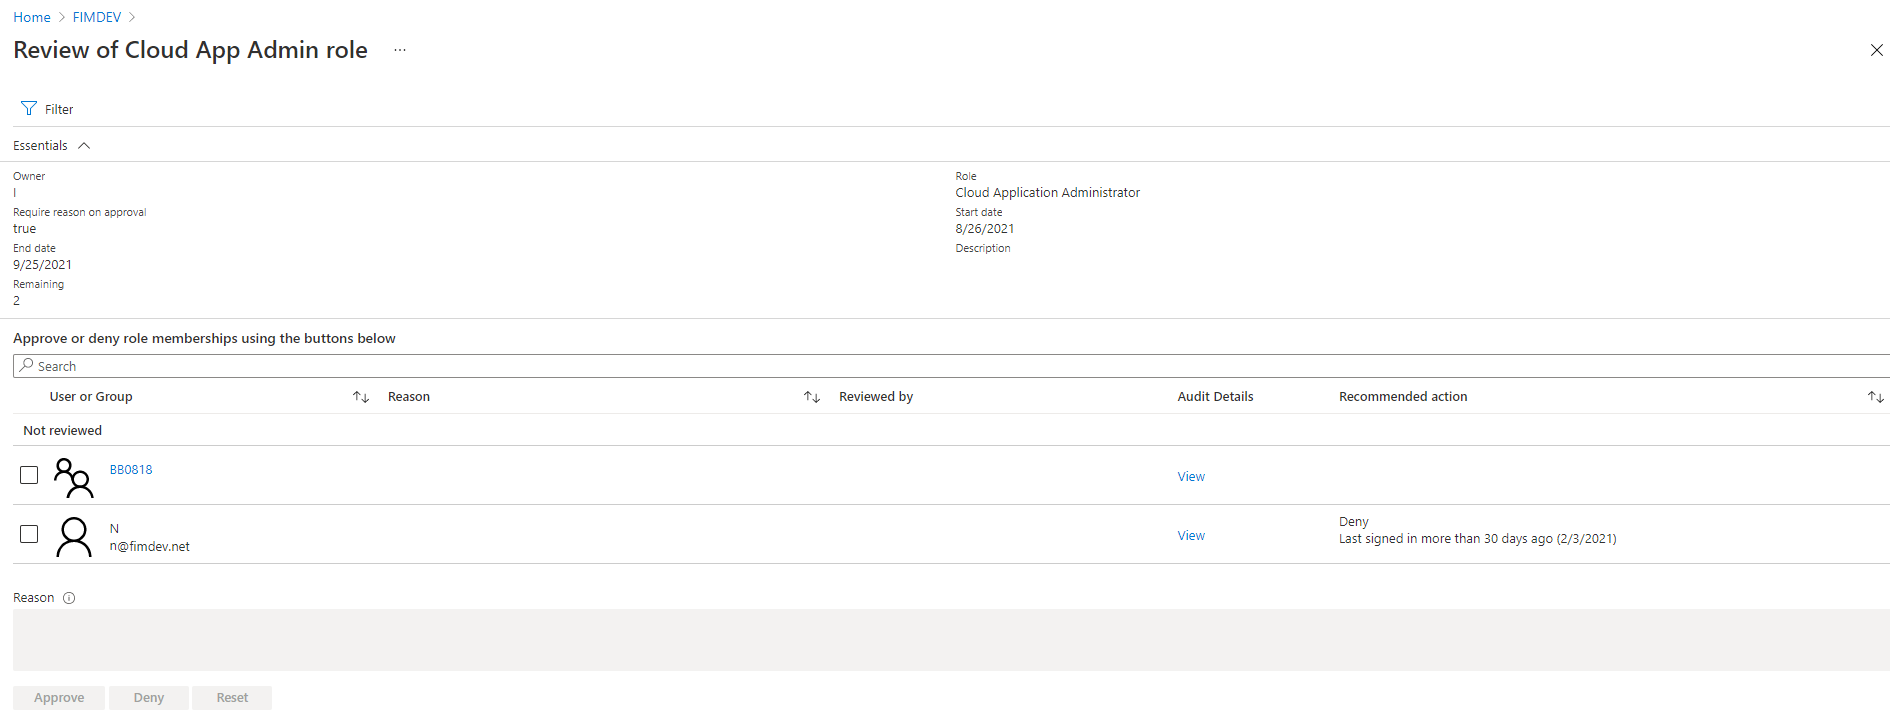 Home > FIMDEV >
Review of Cloud App Admin role ...
Filter
Essentials
Owner
I
Role
Cloud Application Administrator
Require reason on approval
true
Start date
8/26/2021
End date
9/25/2021
Description
Remaining
2
Approve or deny role memberships using the buttons below
Search
User or Group Reason Reviewed by Audit Details Recommended action
Not reviewed
BB0818 View
N
n@fimdev.net
View
Deny
Last signed in more than 30 days ago (2/3/2021)
Reason
Approve Deny Reset